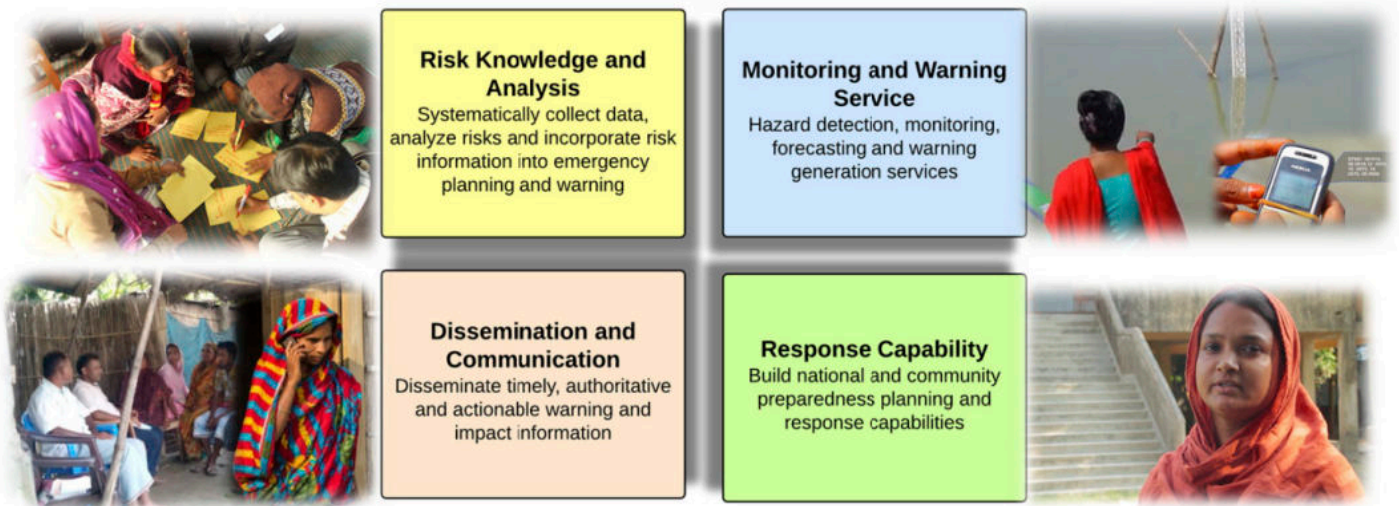 Risk Knowledge and
Analysis
Systematically collect data,
analyze risks and incorporate risk
information into emergency
planning and warning
Monitoring and Warning
Service
Hazard detection, monitoring,
forecasting and warning
generation services
NOKIA
Dissemination and
Communication
Disseminate timely, authoritative
and actionable warning and
impact information
Response Capability
Build national and community
preparedness planning and
response capabilities